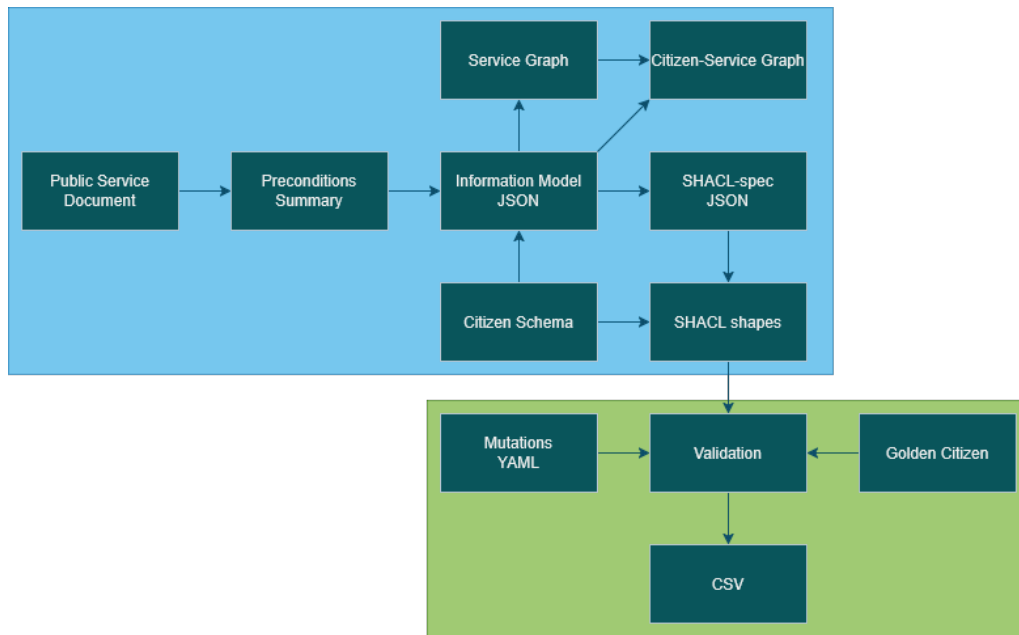 Service Graph
Citizen-Service Graph
Public Service
Document
Preconditions
Summary
Information Model
JSON
SHACL-spec
JSON
Citizen Schema
SHACL shapes
Mutations
YAML
Validation
Golden Citizen
CSV